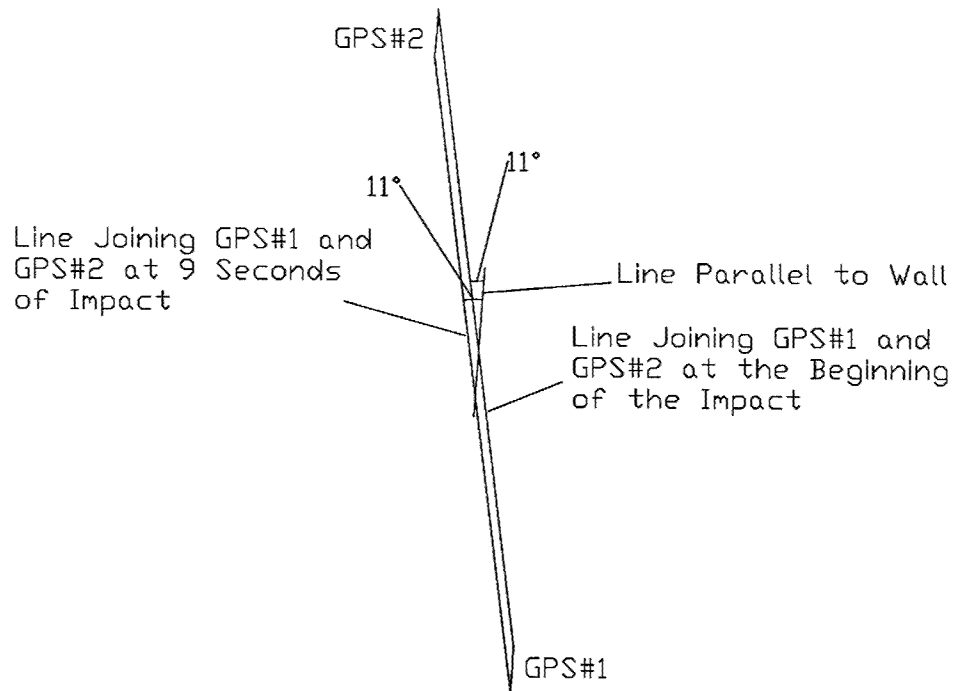 GPS#2
11°
11°
Line Joining GPS#1 and
GPS#2 at 9 Seconds
of Impact
Line Parallel to Wall
Line Joining GPS#1 and
GPS#2 at the Beginning
of the Impact
GPS#1